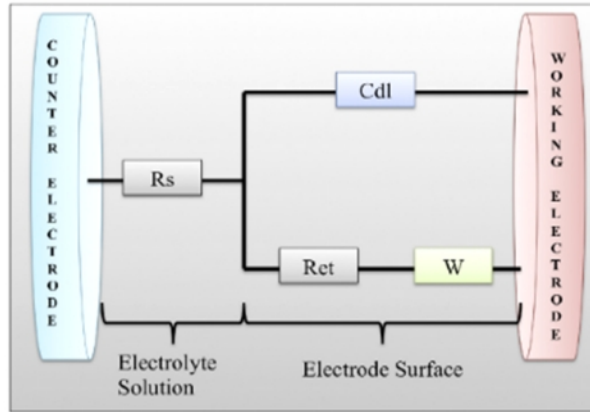 COUNTER ELECTRODE
Rs
Cdl
Ret
W
WORKING ELECTRODE
Electrolyte
Solution
Electrode Surface